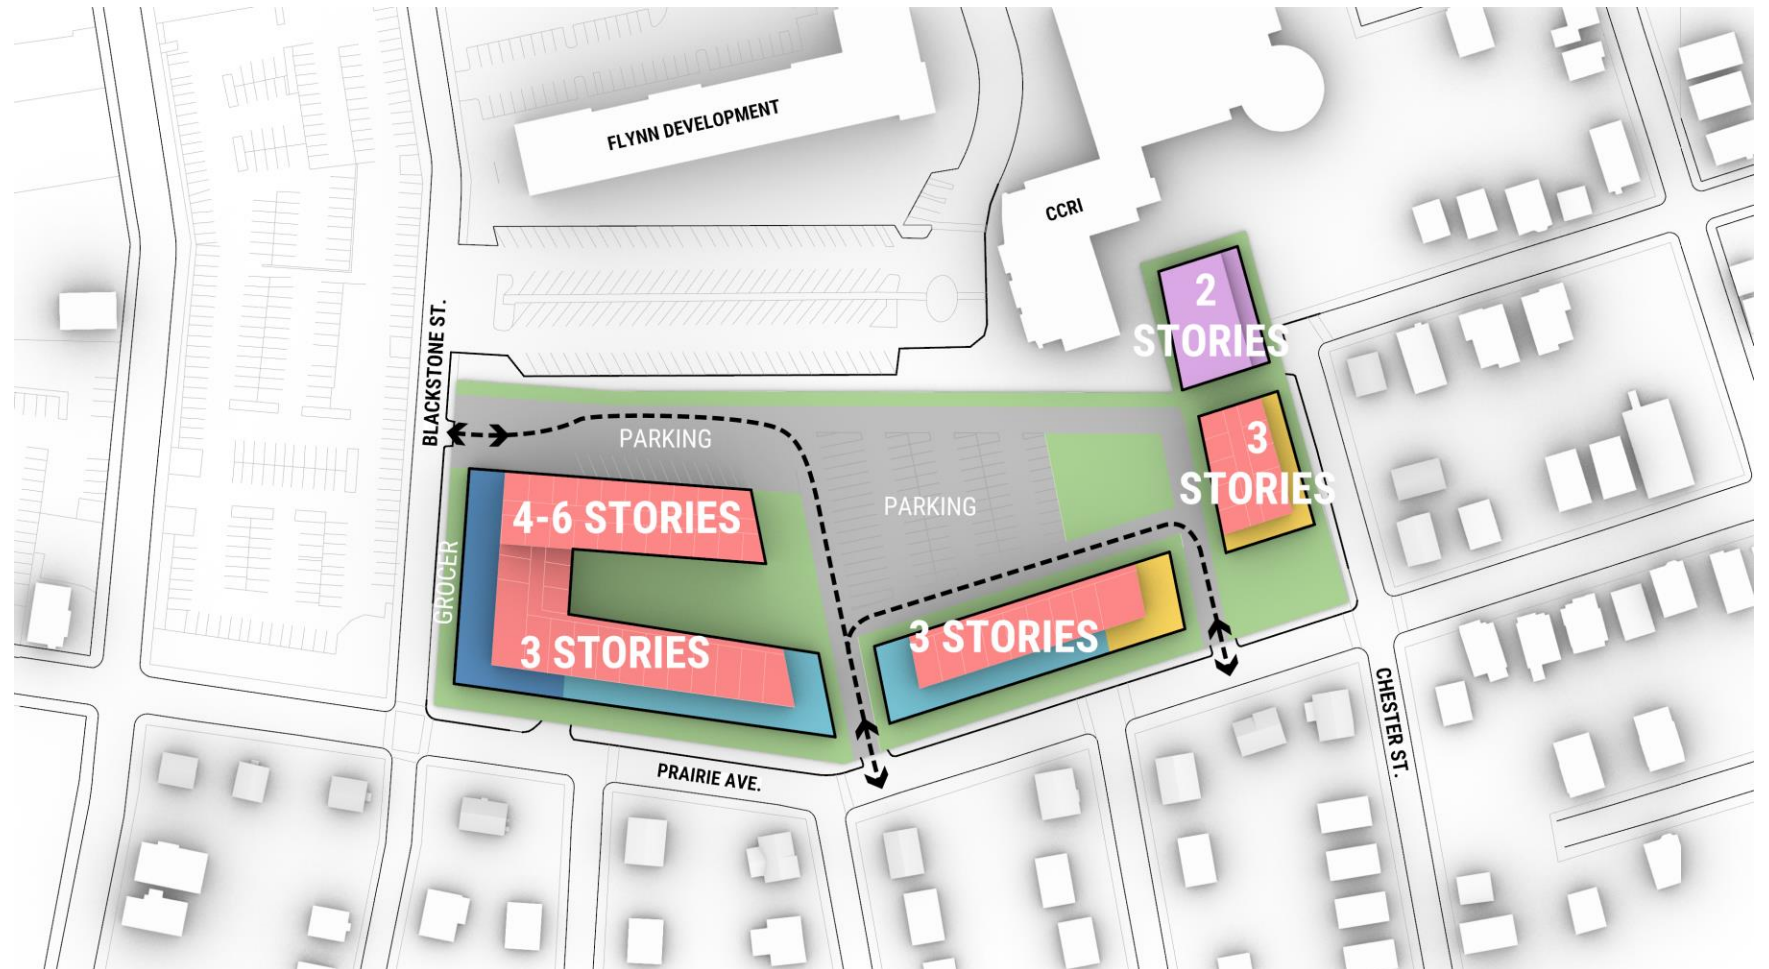 FLYNN DEVELOPMENT
CCRI
BLACKSTONE ST.
2
STORIES
PARKING
3
STORIES
4-6 STORIES
PARKING
GROCER
3 STORIES
3 STORIES
CHESTER ST.
PRAIRIE AVE.